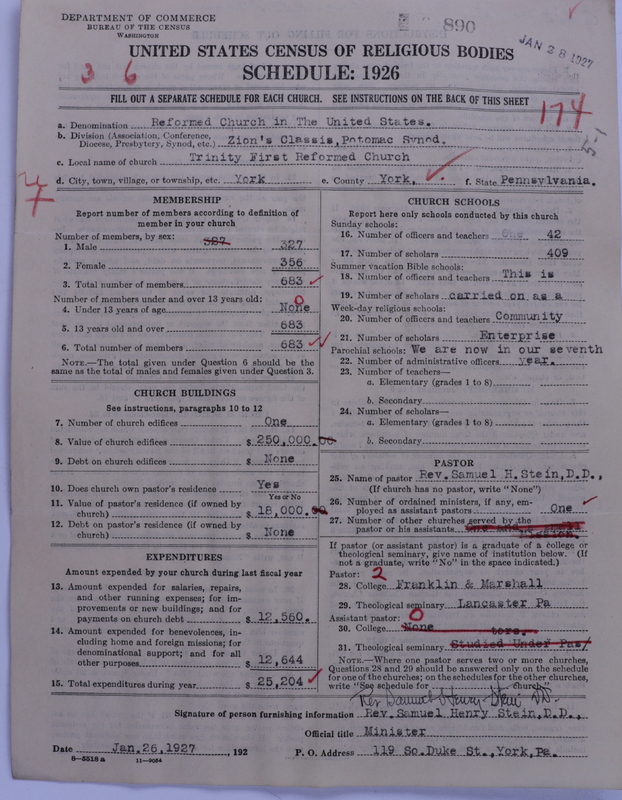 DEPARTMENT OF COMMERCE
BUREAU OF THE CENSUS
WASHINGTON
890
JAN 28 1927
UNITED STATES CENSUS OF RELIGIOUS BODIES
SCHEDULE: 1926
3 6
FILL OUT A SEPARATE SCHEDULE FOR EACH CHURCH. SEE INSTRUCTIONS ON THE BACK OF THIS SHEET
174
a. Denomination Reformed Church in The United States.
b. Division (Association, Conference, Diocese, Presbytery, Synod, etc.) Zion's Classis, Potomac Synod.
c. Local name of church Trinity First Reformed Church
d. City, town, village, or township, etc. York e. County York, f. State Pennsylvania.
MEMBERSHIP
Report number of members according to definition of
member in your church
Number of members, by sex:
1. Male 327 327
2. Female 356
3. Total number of members 683
Number of members under and over 13 years old:
4. Under 13 years of age None 0
5. 13 years old and over 683
6. Total number of members 683
NOTE.—The total given under Question 6 should be the
same as the total of males and females given under Question 3.
CHURCH BUILDINGS
See instructions, paragraphs 10 to 12
7. Number of church edifices One
8. Value of church edifices $ 250,000.00
9. Debt on church edifices $ None
10. Does church own pastor's residence Yes
Yes or No
11. Value of pastor's residence (if owned by
church) $ 18,000.00
12. Debt on pastor's residence (if owned by
church) $ None
EXPENDITURES
Amount expended by your church during last fiscal year
13. Amount expended for salaries, repairs,
and other running expenses; for im-
provements or new buildings; and for
payments on church debt $ 12,560.
14. Amount expended for benevolences, in-
cluding home and foreign missions; for
denominational support; and for all
other purposes $ 12,644
15. Total expenditures during year $ 25,204
CHURCH SCHOOLS
Report here only schools conducted by this church
Sunday schools:
16. Number of officers and teachers One 42
17. Number of scholars 409
Summer vacation Bible schools:
18. Number of officers and teachers This is
19. Number of scholars carried on as a
Week-day religious schools:
20. Number of officers and teachers Community
21. Number of scholars Enterprise
Parochial schools: We are now in our seventh
22. Number of administrative officers year.
23. Number of teachers—
a. Elementary (grades 1 to 8)
b. Secondary
24. Number of scholars—
a. Elementary (grades 1 to 8)
b. Secondary
PASTOR
25. Name of pastor Rev. Samuel H. Stein, D.D.,
(If church has no pastor, write "None")
26. Number of ordained ministers, if any, em-
ployed as assistant pastors One
27. Number of other churches served by the
pastor or his assistants
If pastor (or assistant pastor) is a graduate of a college or
theological seminary, give name of institution below. (If
not a graduate, write "No" in the space indicated.)
Pastor: 2
28. College Franklin & Marshall
29. Theological seminary Lancaster Pa
Assistant pastor: 0
30. College None
31. Theological seminary Studied Under Pas/
tors.
NOTE.—Where one pastor serves two or more churches,
Questions 28 and 29 should be answered only on the schedule
for one of the churches; on the schedules for the other churches,
write "See schedule for church."
Rev Samuel Henry Stein DD.
Signature of person furnishing information Rev. Samuel Henry Stein, D.D.,
Official title Minister
Date Jan. 26, 1927, 192 P. O. Address 119 So. Duke St., York, Pa.
8—5518 a 11—9084